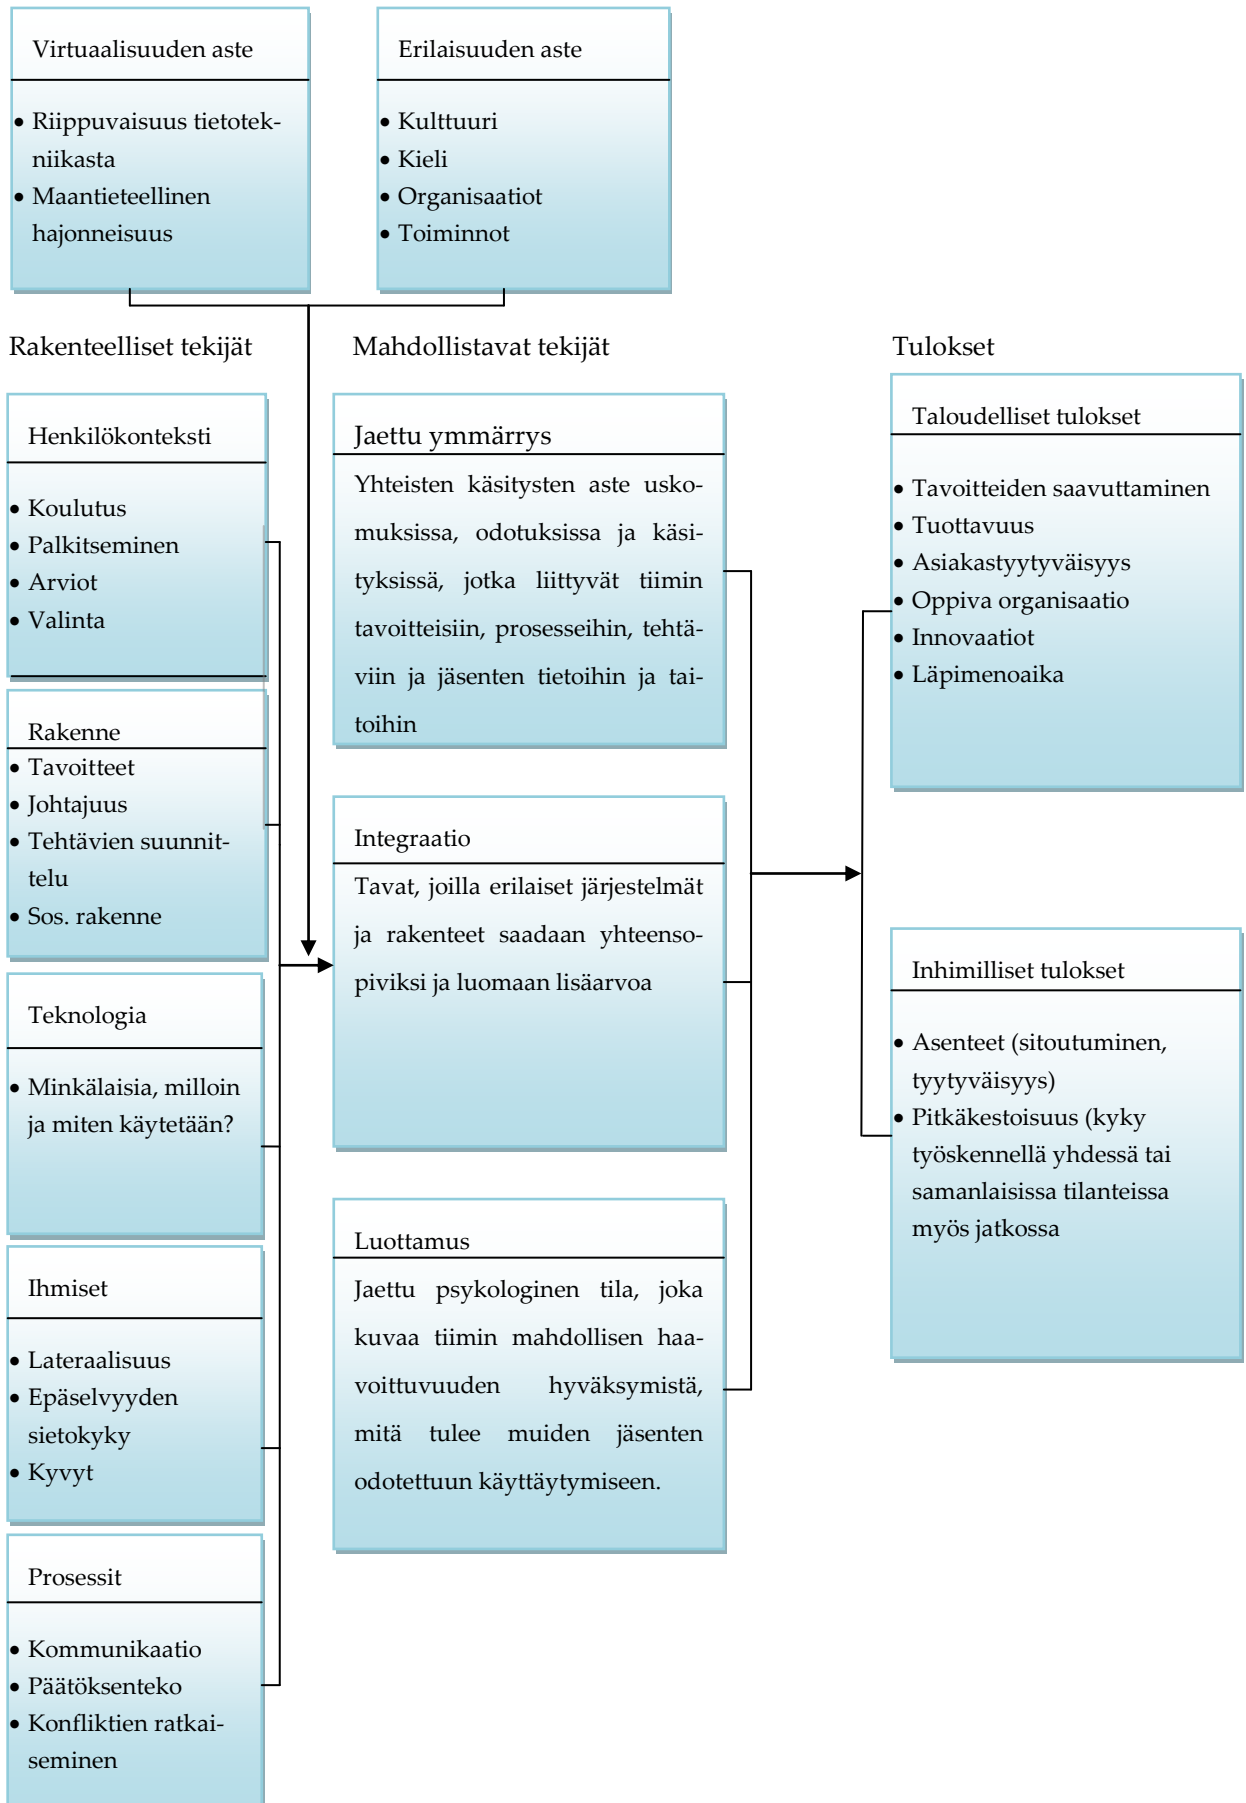 Virtuaalisuuden aste
• Riippuvaisuus tietotek-
niikasta
• Maantieteellinen
hajonneisuus
Erilaisuuden aste
• Kulttuuri
• Kieli
• Organisaatiot
• Toiminnot
Rakenteelliset tekijät
Henkilökonteksti
• Koulutus
• Palkitseminen
• Arviot
• Valinta
Rakenne
• Tavoitteet
• Johtajuus
• Tehtävien suunnit-
telu
• Sos. rakenne
Teknologia
• Minkälaisia, milloin
ja miten käytetään?
Ihmiset
• Lateraalisuus
• Epäselvyyden
sietokyky
• Kyvyt
Prosessit
• Kommunikaatio
• Päätöksenteko
• Konfliktien ratkai-
seminen
Mahdollistavat tekijät
Jaettu ymmärrys
Yhteisten käsitysten aste usko-
muksissa, odotuksissa ja käsi-
tyksissä, jotka liittyvät tiimin
tavoitteisiin, prosesseihin, tehtä-
viin ja jäsenten tietoihin ja tai-
toihin
Integraatio
Tavat, joilla erilaiset järjestelmät
ja rakenteet saadaan yhteenso-
piviksi ja luomaan lisäarvoa
Luottamus
Jaettu psykologinen tila, joka
kuvaa tiimin mahdollisen haa-
voittuvuuden hyväksymistä,
mitä tulee muiden jäsenten
odotettuun käyttäytymiseen.
Tulokset
Taloudelliset tulokset
• Tavoitteiden saavuttaminen
• Tuottavuus
• Asiakastyytyväisyys
• Oppiva organisaatio
• Innovaatiot
• Läpimenoaika
Inhimilliset tulokset
• Asenteet (sitoutuminen,
tyytyväisyys)
• Pitkäkestoisuus (kyky
työskennellä yhdessä tai
samanlaisissa tilanteissa
myös jatkossa